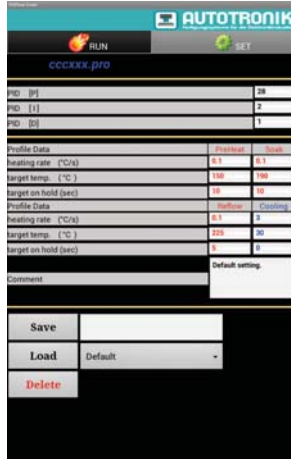 AUTOTRONIK
RUN SET
cccxxx.pro
PID [P] 28
PID [I] 2
PID [D] 1
Profile Data PreHeat Soak
heating rate (°C/s) 0.1 0.1
target temp. (°C ) 150 190
target on hold (sec) 10 10
Profile Data Reflow Cooling
heating rate (°C/s) 0.1 3
target temp. (°C ) 225 30
target on hold (sec) 5 0
Comment Default setting.
Save
Load Default
Delete